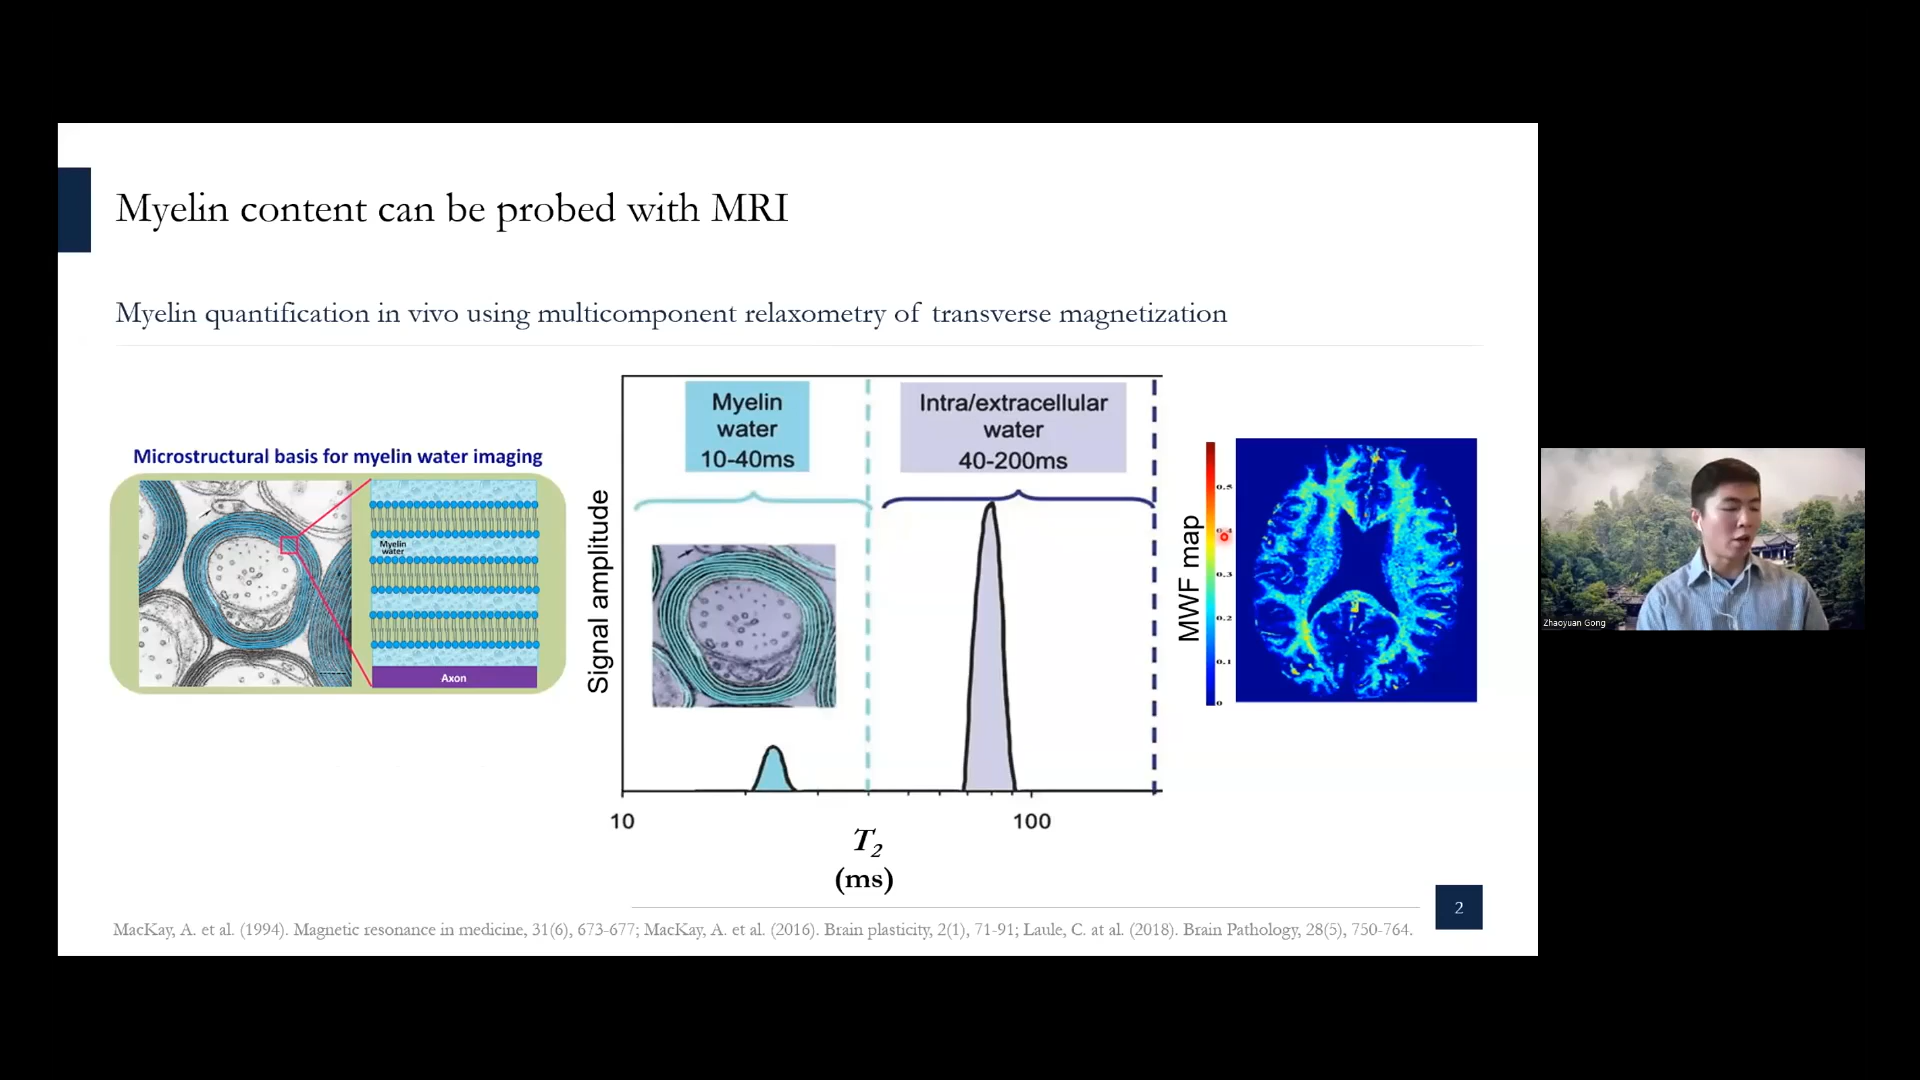 Myelin content can be probed with MRI
Myelin quantification in vivo using multicomponent relaxometry of transverse magnetization
Microstructural basis for myelin water imaging
Myelin
water
Axon
Signal amplitude
Myelin
water
10-40ms
Intra/extracellular
water
40-200ms
10
100
T2
(ms)
MWF map
0.5
0.4
0.3
0.2
0.1
0
2
MacKay, A. et al. (1994). Magnetic resonance in medicine, 31(6), 673-677; MacKay, A. et al. (2016). Brain plasticity, 2(1), 71-91; Laule, C. at al. (2018). Brain Pathology, 28(5), 750-764.
Zhaoyuan Gong